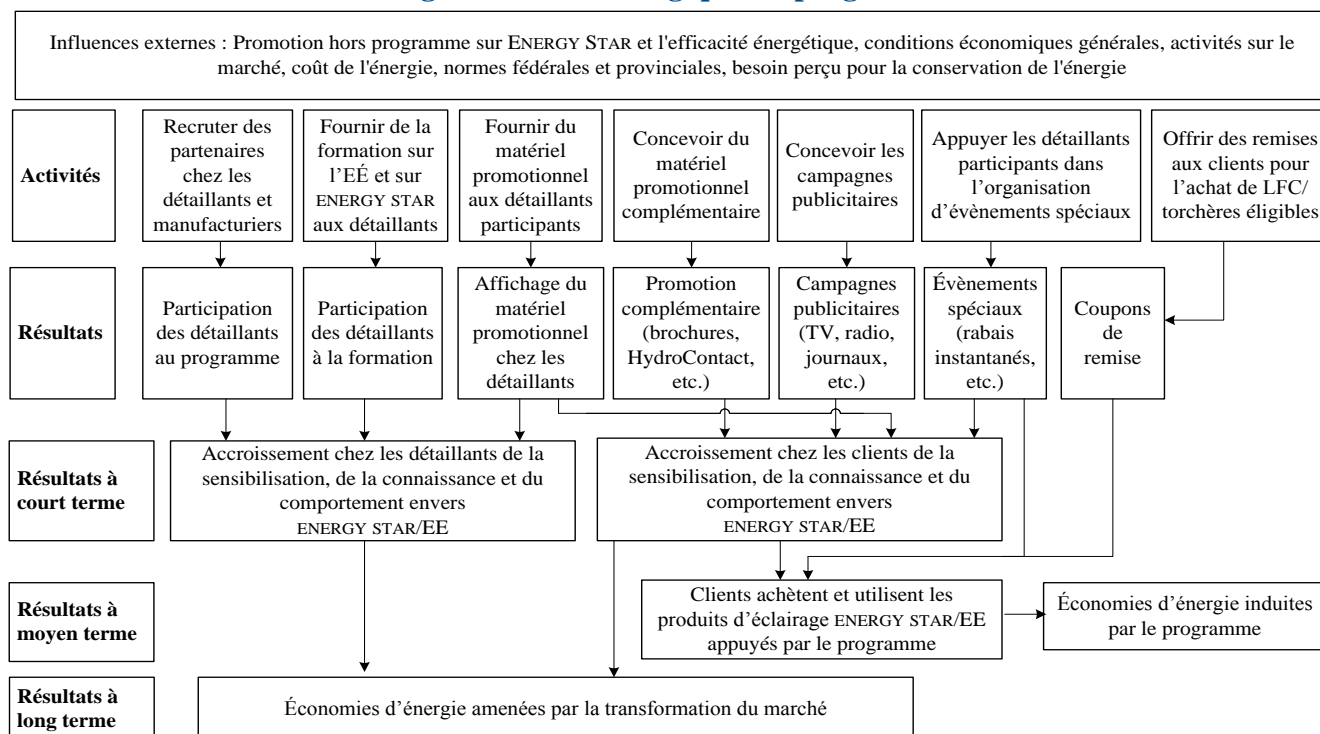 Influences externes : Promotion hors programme sur ENERGY STAR et l'efficacité énergétique, conditions économiques générales, activités sur le
marché, coût de l'énergie, normes fédérales et provinciales, besoin perçu pour la conservation de l'énergie
Activités
Recruter des
partenaires
chez les
détaillants et
manufacturiers
Fournir de la
formation sur
l’EÉ et sur
ENERGY STAR
aux détaillants
Fournir du
matériel
promotionnel
aux détaillants
participants
Concevoir du
matériel
promotionnel
complémentaire
Concevoir les
campagnes
publicitaires
Appuyer les détaillants
participants dans
l’organisation
d’évènements spéciaux
Offrir des remises
aux clients pour
l’achat de LFC/
torchères éligibles
Résultats
Participation
des détaillants
au programme
Participation
des détaillants
à la formation
Affichage du
matériel
promotionnel
chez les
détaillants
Promotion
complémentaire
(brochures,
HydroContact,
etc.)
Campagnes
publicitaires
(TV, radio,
journaux,
etc.)
Évènements
spéciaux
(rabais
instantanés,
etc.)
Coupons
de
remise
Résultats à
court terme
Accroissement chez les détaillants de la
sensibilisation, de la connaissance et du
comportement envers
ENERGY STAR/EE
Accroissement chez les clients de la
sensibilisation, de la connaissance et du
comportement envers
ENERGY STAR/EE
Résultats à
moyen terme
Clients achètent et utilisent les
produits d’éclairage ENERGY STAR/EE
appuyés par le programme
Économies d’énergie induites
par le programme
Résultats à
long terme
Économies d’énergie amenées par la transformation du marché